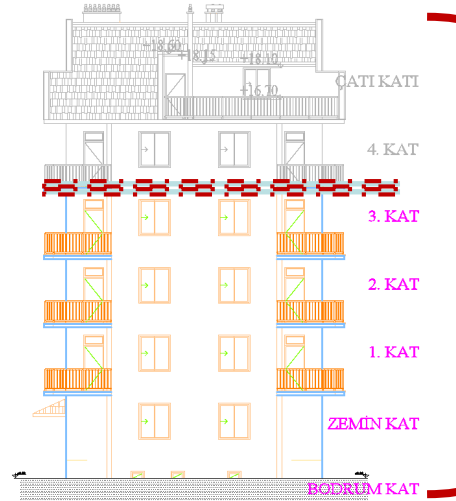 +18.60
+18.15
+18.10
ÇATI KATI
+16.70
4. KAT
3. KAT
2. KAT
1. KAT
ZEMİN KAT
BODRUM KAT